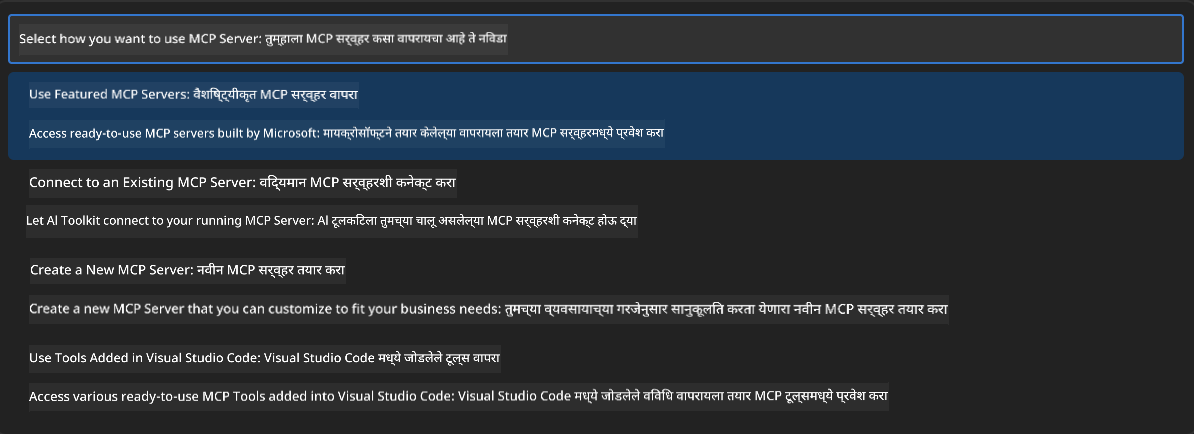 Select how you want to use MCP Server: तुम्हाला MCP सर्व्हर कसा वापरायचा आहे ते निवडा
Use Featured MCP Servers: वैशिष्ट्यीकृत MCP सर्व्हर वापरा
Access ready-to-use MCP servers built by Microsoft: मायक्रोसॉफ्टने तयार केलेल्या वापरायला तयार MCP सर्व्हरमध्ये प्रवेश करा
Connect to an Existing MCP Server: विद्यमान MCP सर्व्हरशी कनेक्ट करा
Let AI Toolkit connect to your running MCP Server: AI टूलकिटला तुमच्या चालू असलेल्या MCP सर्व्हरशी कनेक्ट होऊ द्या
Create a New MCP Server: नवीन MCP सर्व्हर तयार करा
Create a new MCP Server that you can customize to fit your business needs: तुमच्या व्यवसायाच्या गरजेनुसार सानुकूलित करता येणारा नवीन MCP सर्व्हर तयार करा
Use Tools Added in Visual Studio Code: Visual Studio Code मध्ये जोडलेले टूल्स वापरा
Access various ready-to-use MCP Tools added into Visual Studio Code: Visual Studio Code मध्ये जोडलेले विविध वापरायला तयार MCP टूल्समध्ये प्रवेश करा